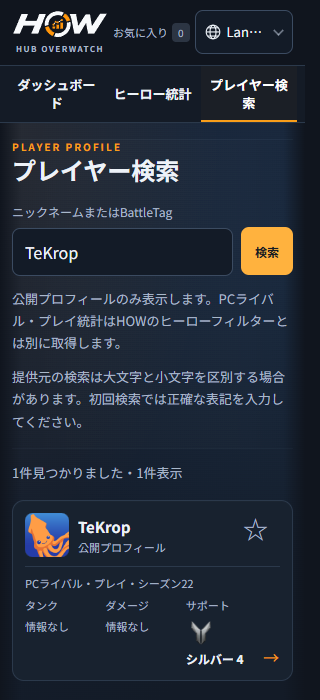 HOW
HUB OVERWATCH
お気に入り 0
Lan…
ダッシュボー
ド
ヒーロー統計
プレイヤー検
索
PLAYER PROFILE
プレイヤー検索
ニックネームまたはBattleTag
TeKrop
検索
公開プロフィールのみ表示します。PCライバ
ル・プレイ統計はHOWのヒーローフィルターと
は別に取得します。
提供元の検索は大文字と小文字を区別する場合
があります。初回検索では正確な表記を入力し
てください。
1件見つかりました・1件表示
TeKrop
公開プロフィール
PCライバル・プレイ・シーズン22
タンク ダメージ サポート
情報なし 情報なし
シルバー 4 →